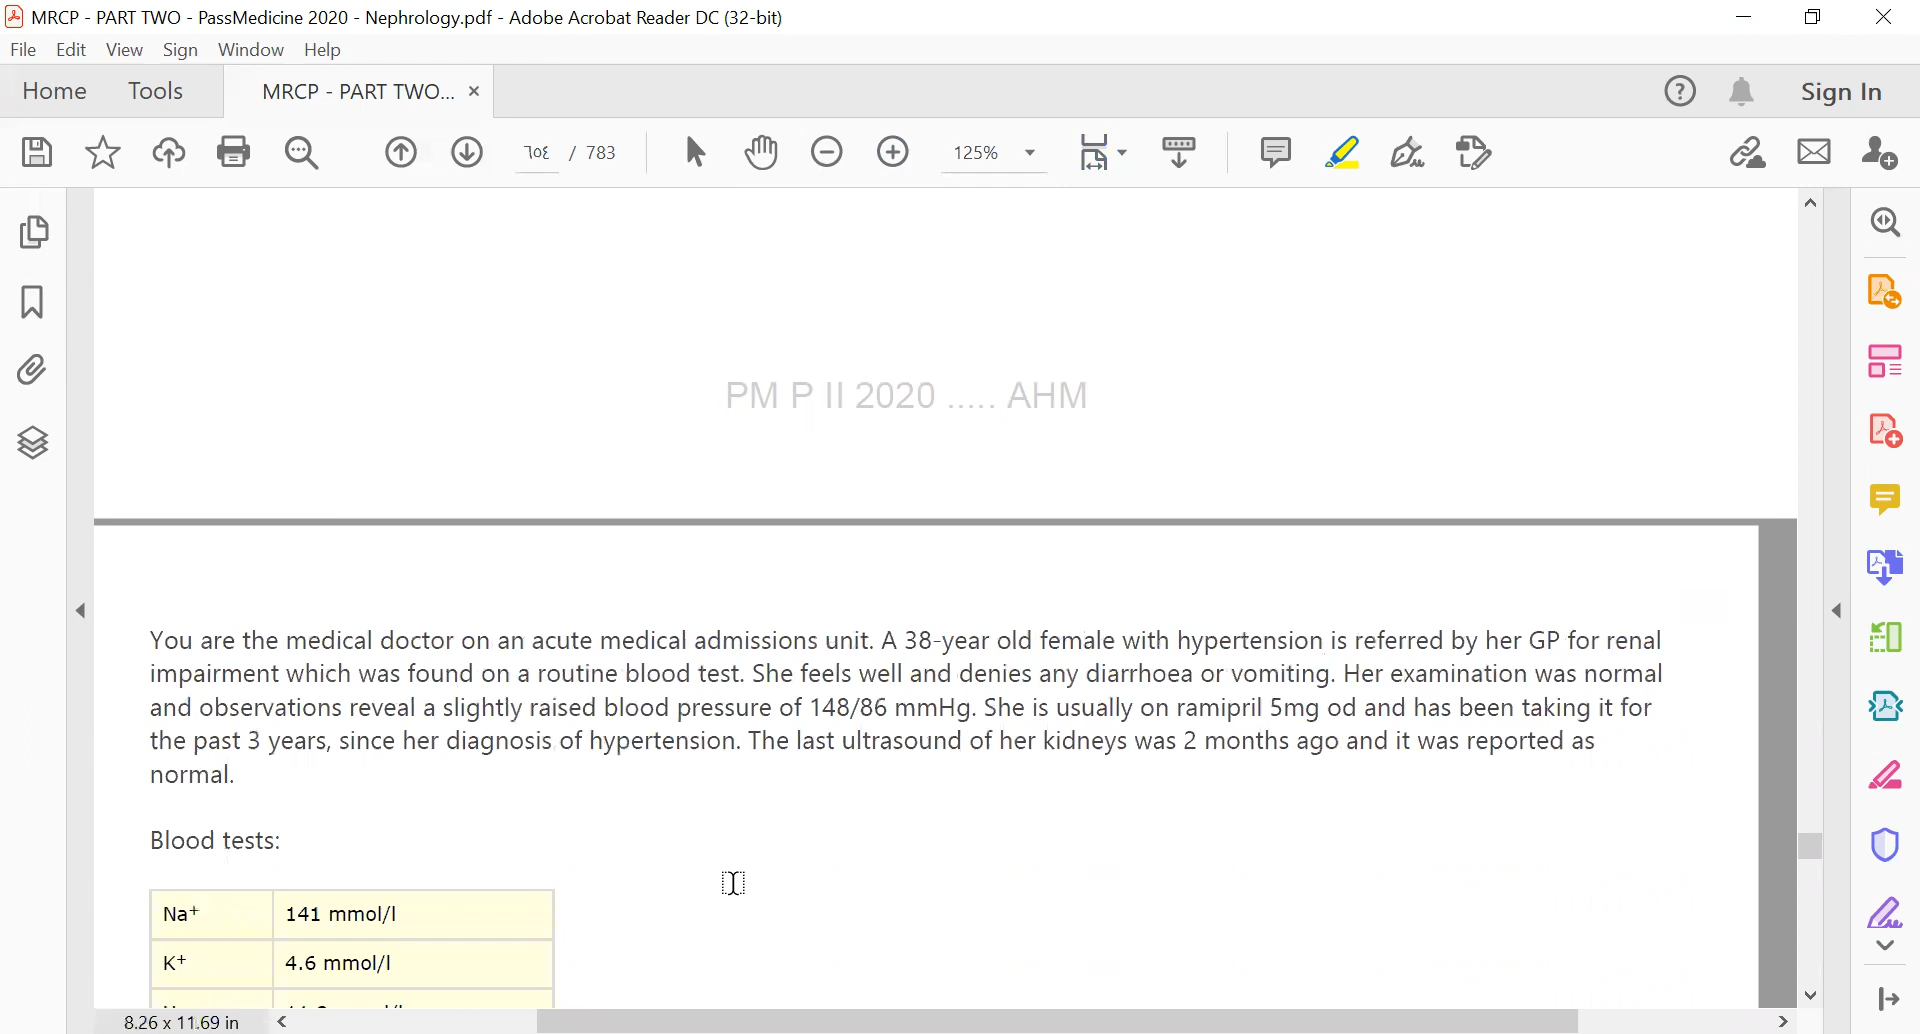 MRCP - PART TWO - PassMedicine 2020 - Nephrology.pdf - Adobe Acrobat Reader DC (32-bit)
File Edit View Sign Window Help
Home Tools MRCP - PART TWO... × Sign In
٦٥٤ / 783 125%
PM P II 2020 ..... AHM
You are the medical doctor on an acute medical admissions unit. A 38-year old female with hypertension is referred by her GP for renal
impairment which was found on a routine blood test. She feels well and denies any diarrhoea or vomiting. Her examination was normal
and observations reveal a slightly raised blood pressure of 148/86 mmHg. She is usually on ramipril 5mg od and has been taking it for
the past 3 years, since her diagnosis of hypertension. The last ultrasound of her kidneys was 2 months ago and it was reported as
normal.
Blood tests:
Na+ 141 mmol/l
K+ 4.6 mmol/l
8.26 x 11.69 in